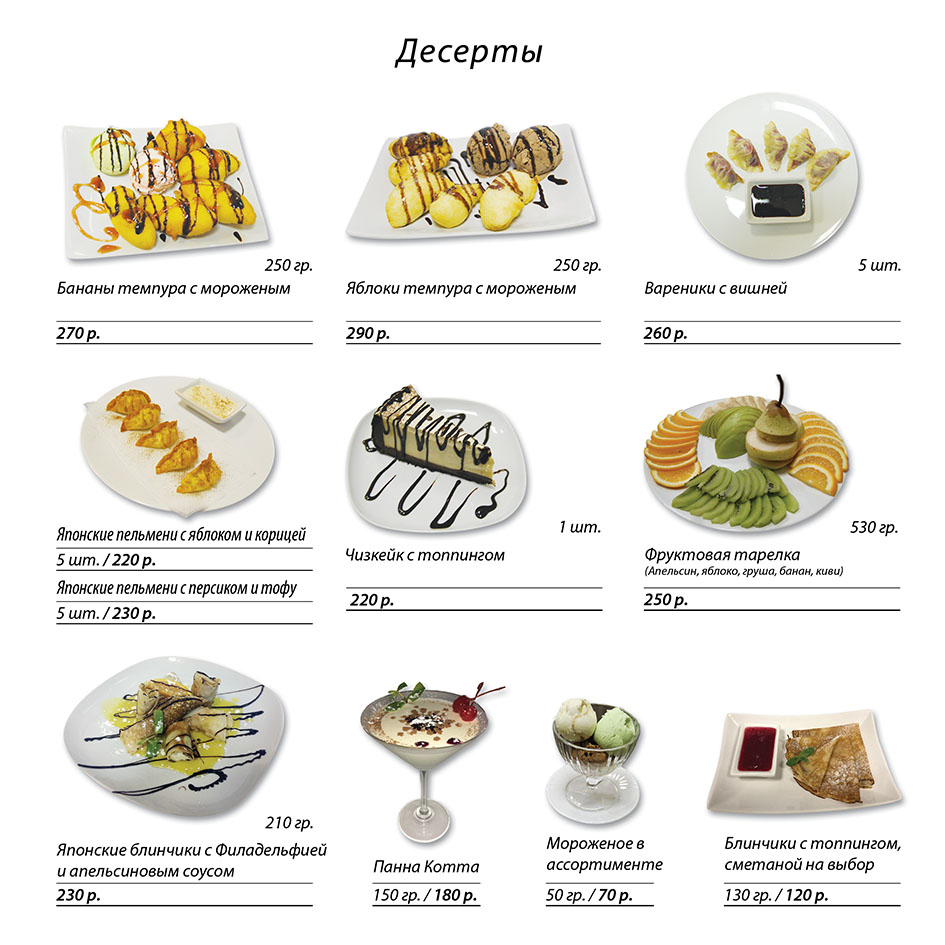 Десерты
250 гр.
Бананы темпура с мороженым
270 р.
250 гр.
Яблоки темпура с мороженым
290 р.
5 шт.
Вареники с вишней
260 р.
Японские пельмени с яблоком и корицей
5 шт. / 220 р.
Японские пельмени с персиком и тофу
5 шт. / 230 р.
1 шт.
Чизкейк с топпингом
220 р.
530 гр.
Фруктовая тарелка
(Апельсин, яблоко, груша, банан, киви)
250 р.
210 гр.
Японские блинчики с Филадельфией
и апельсиновым соусом
230 р.
Панна Котта
150 гр. / 180 р.
Мороженое в
ассортименте
50 гр. / 70 р.
Блинчики с топпингом,
сметаной на выбор
130 гр. / 120 р.